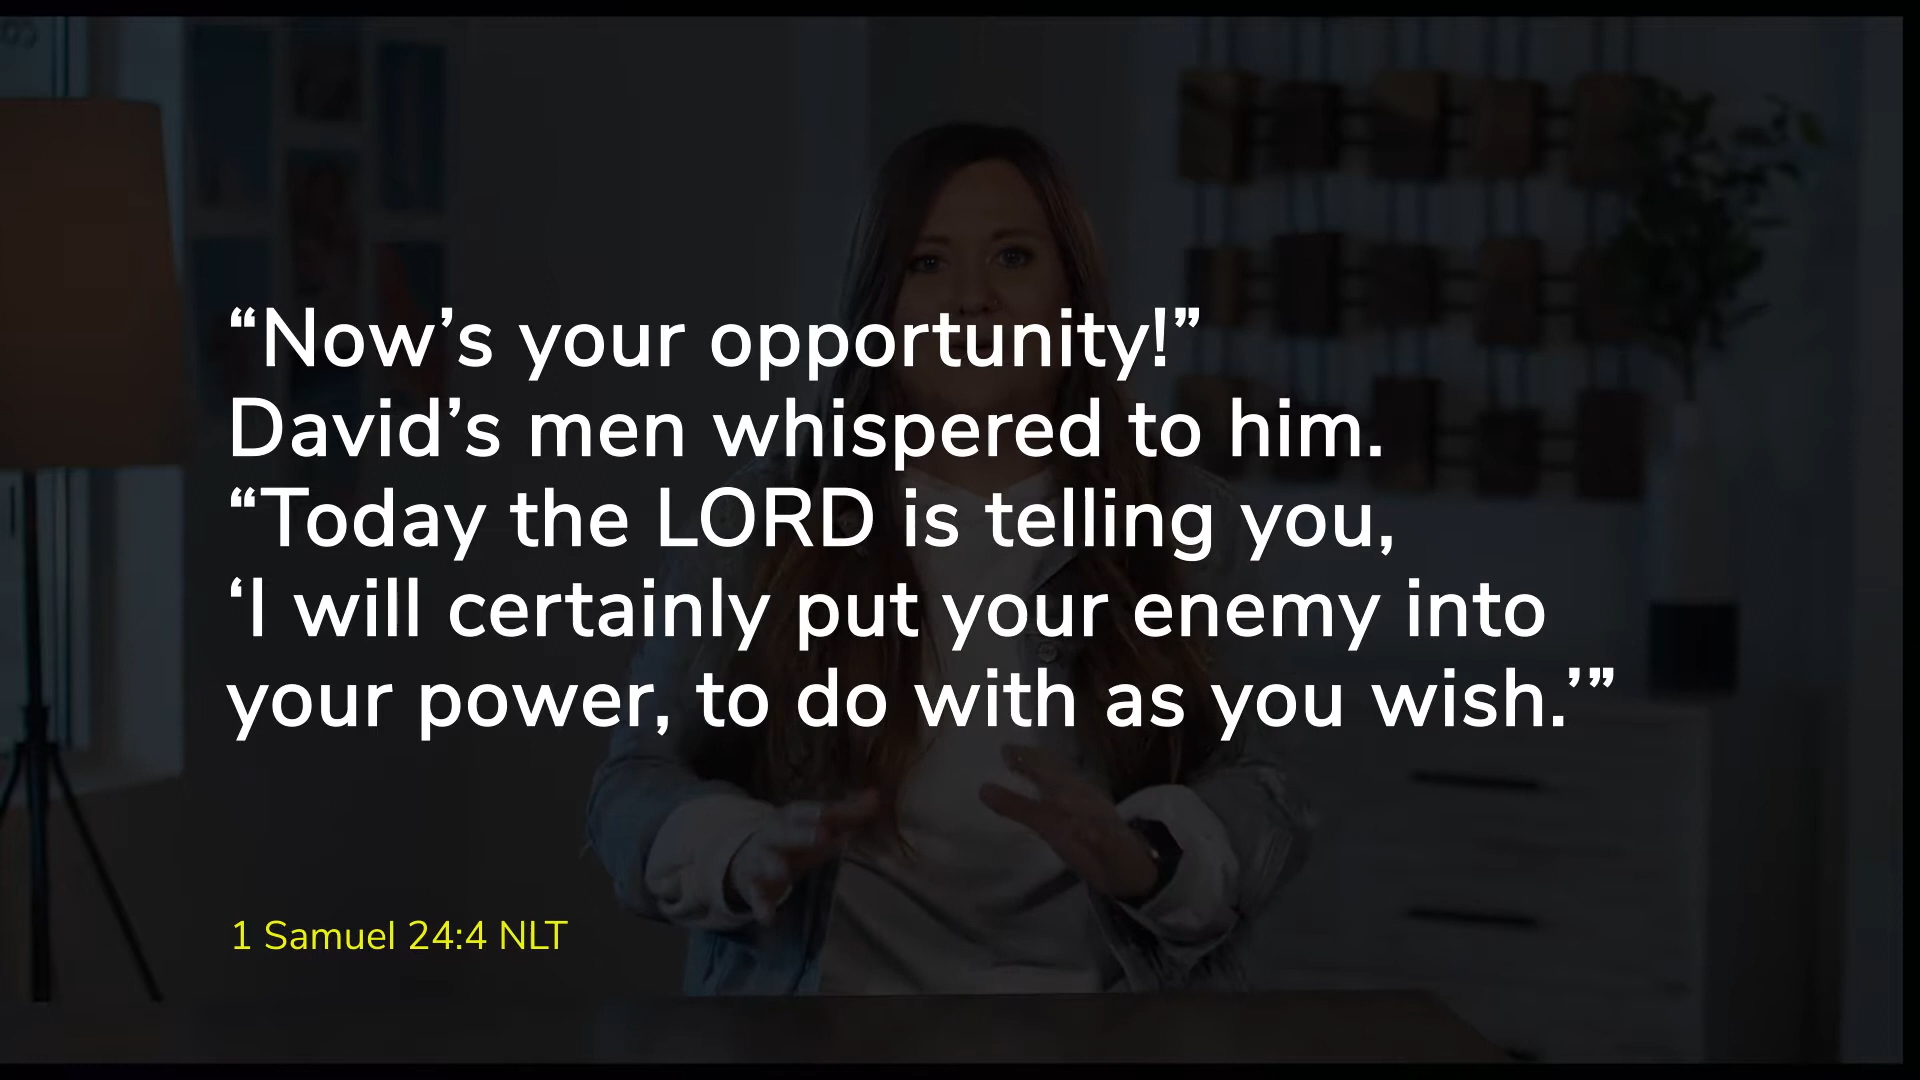 “Now’s your opportunity!”
David’s men whispered to him.
“Today the LORD is telling you,
‘I will certainly put your enemy into
your power, to do with as you wish.’”
1 Samuel 24:4 NLT